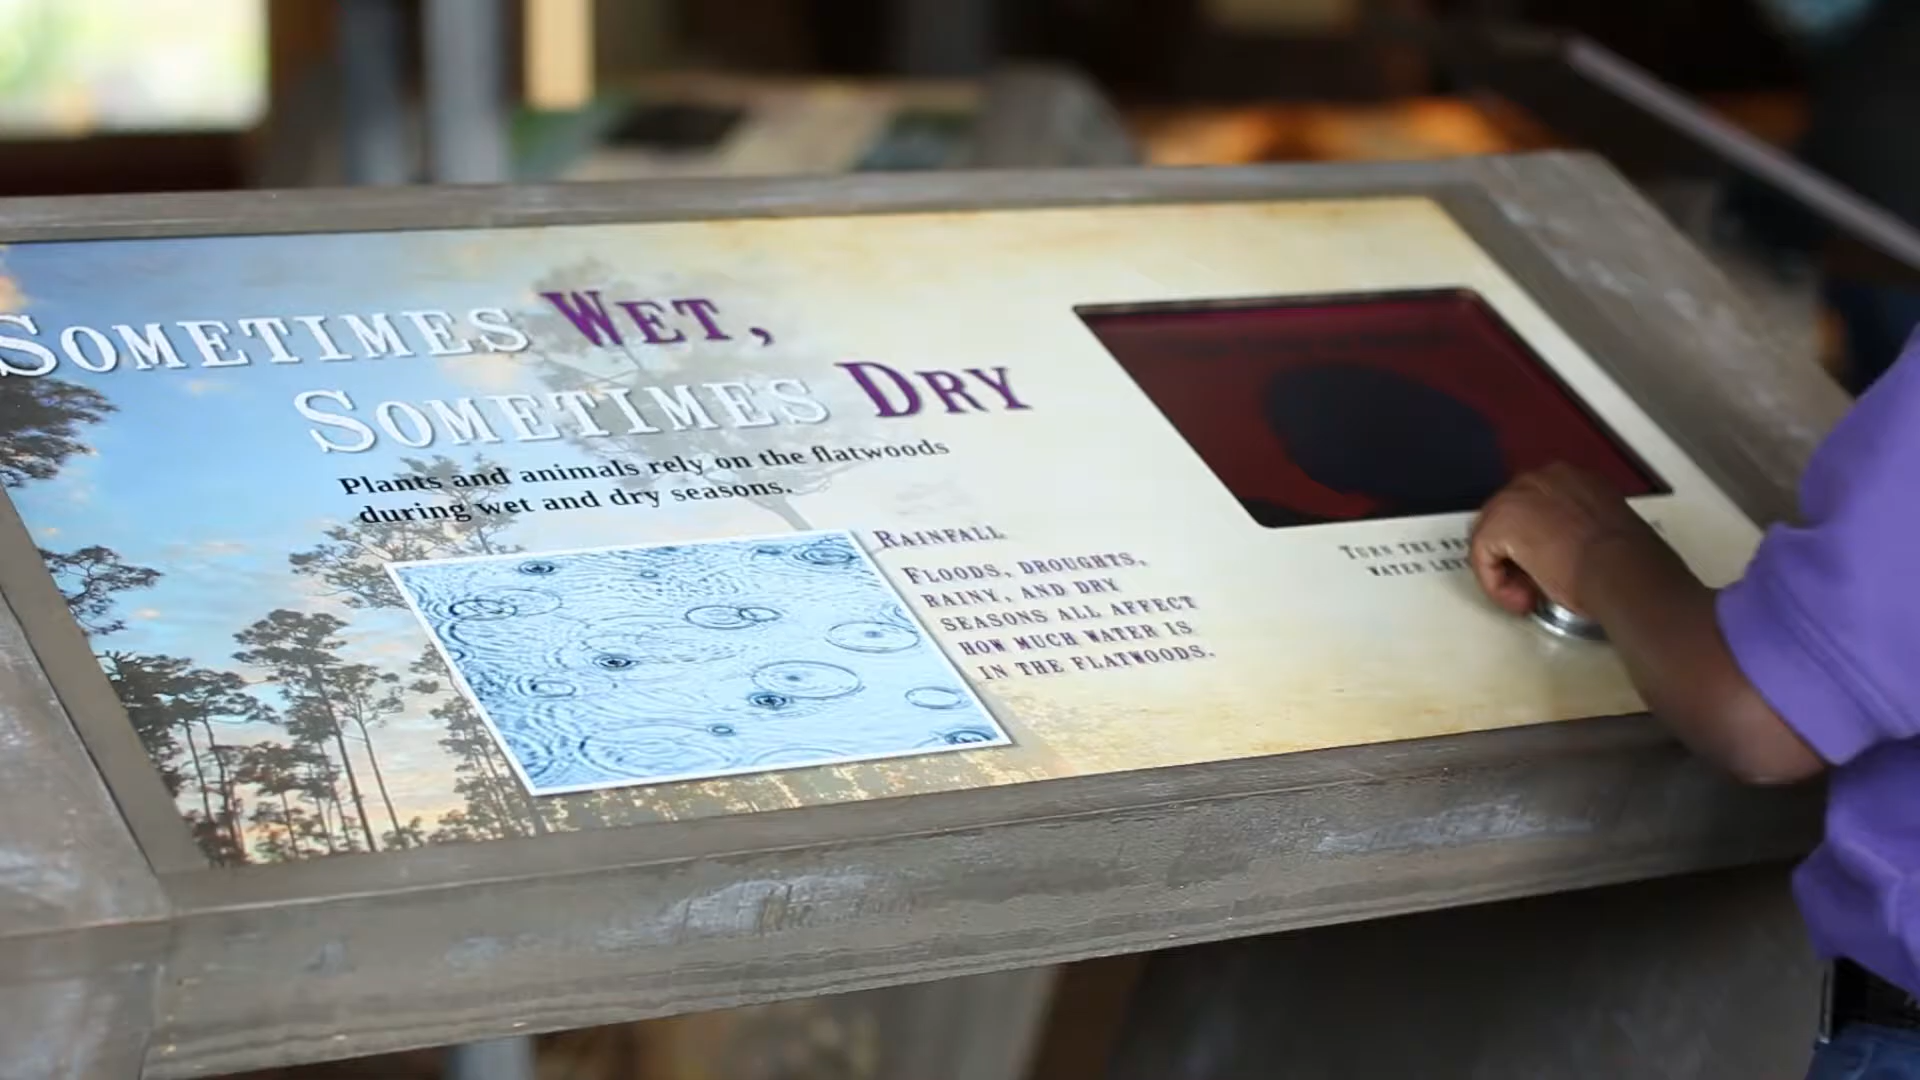 SOMETIMES WET,
SOMETIMES DRY
Plants and animals rely on the flatwoods
during wet and dry seasons.
RAINFALL
FLOODS, DROUGHTS,
RAINY, AND DRY
SEASONS ALL AFFECT
HOW MUCH WATER IS
IN THE FLATWOODS.
TURN THE
WATER